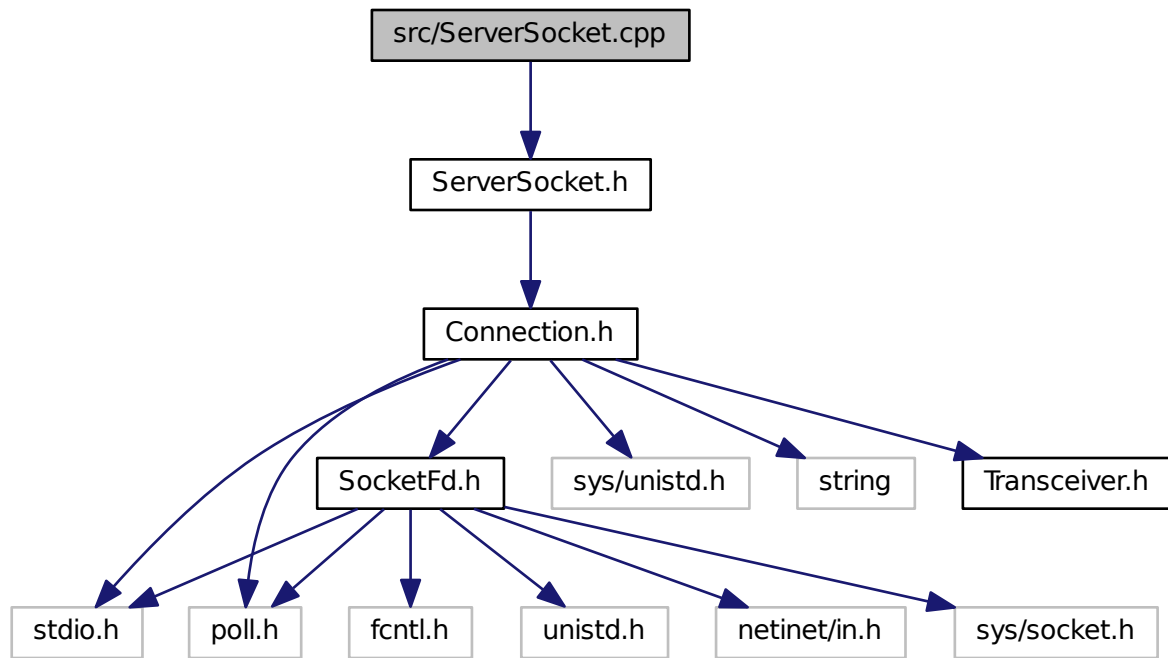 src/ServerSocket.cpp
ServerSocket.h
Connection.h
SocketFd.h
sys/unistd.h
string
Transceiver.h
stdio.h
poll.h
fcntl.h
unistd.h
netinet/in.h
sys/socket.h